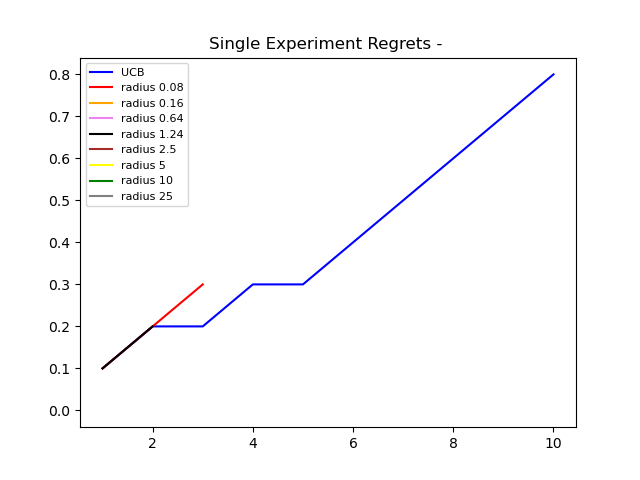 Single Experiment Regrets -
UCB
radius 0.08
radius 0.16
radius 0.64
radius 1.24
radius 2.5
radius 5
radius 10
radius 25
0.8
0.7
0.6
0.5
0.4
0.3
0.2
0.1
0.0
2 4 6 8 10